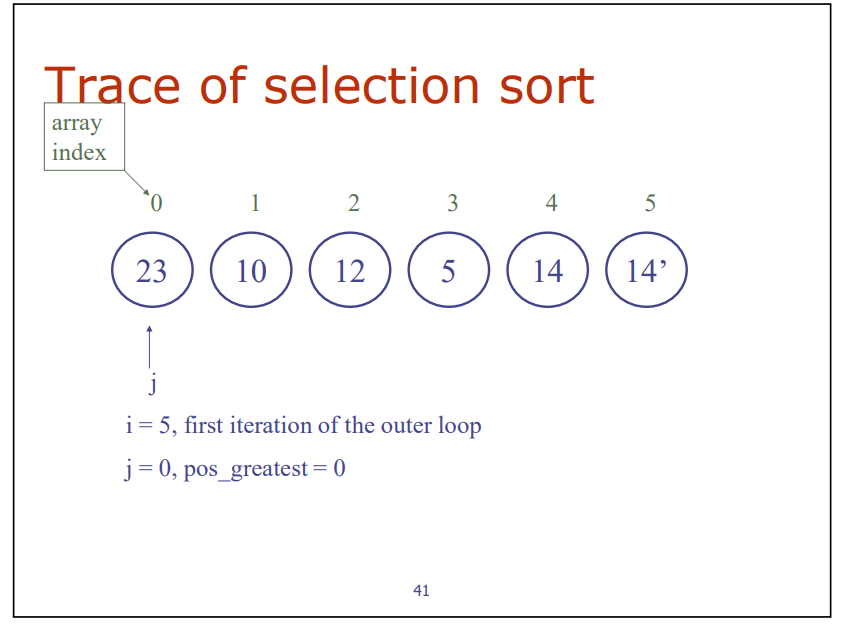 Trace of selection sort
array
index
0 1 2 3 4 5
23 10 12 5 14 14’
j
i = 5, first iteration of the outer loop
j = 0, pos_greatest = 0
41